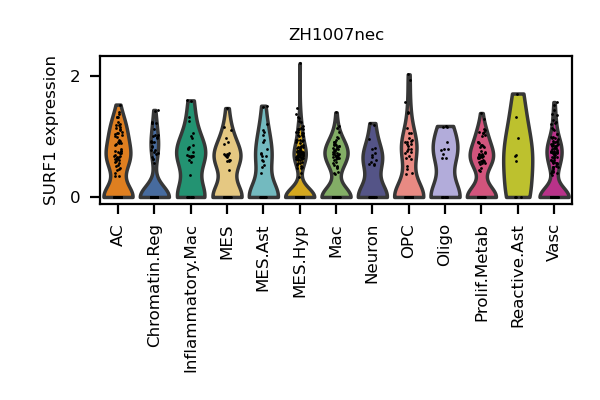 ZH1007nec
SURF1 expression
2
0
AC
Chromatin.Reg
Inflammatory.Mac
MES
MES.Ast
MES.Hyp
Mac
Neuron
OPC
Oligo
Prolif.Metab
Reactive.Ast
Vasc